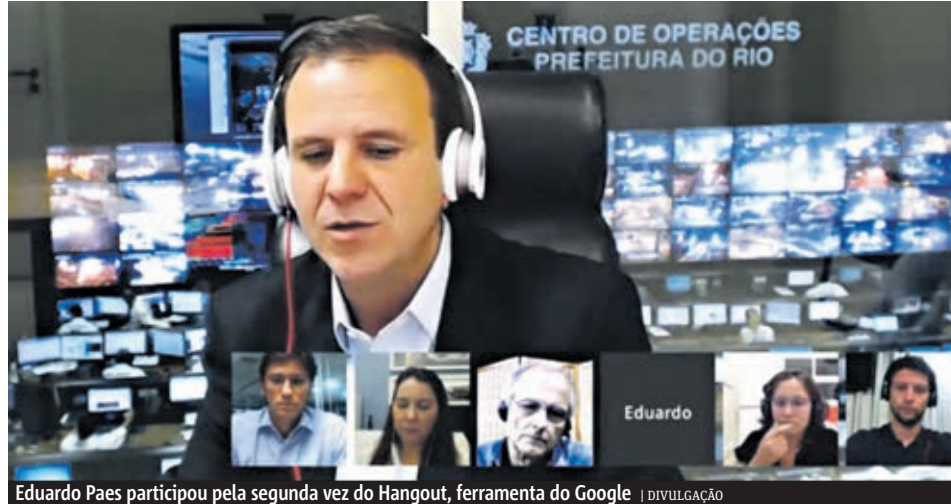 CENTRO DE OPERAÇÕES
PREFEITURA DO RIO
Eduardo
Eduardo Paes participou pela segunda vez do Hangout, ferramenta do Google | DIVULGAÇÃO